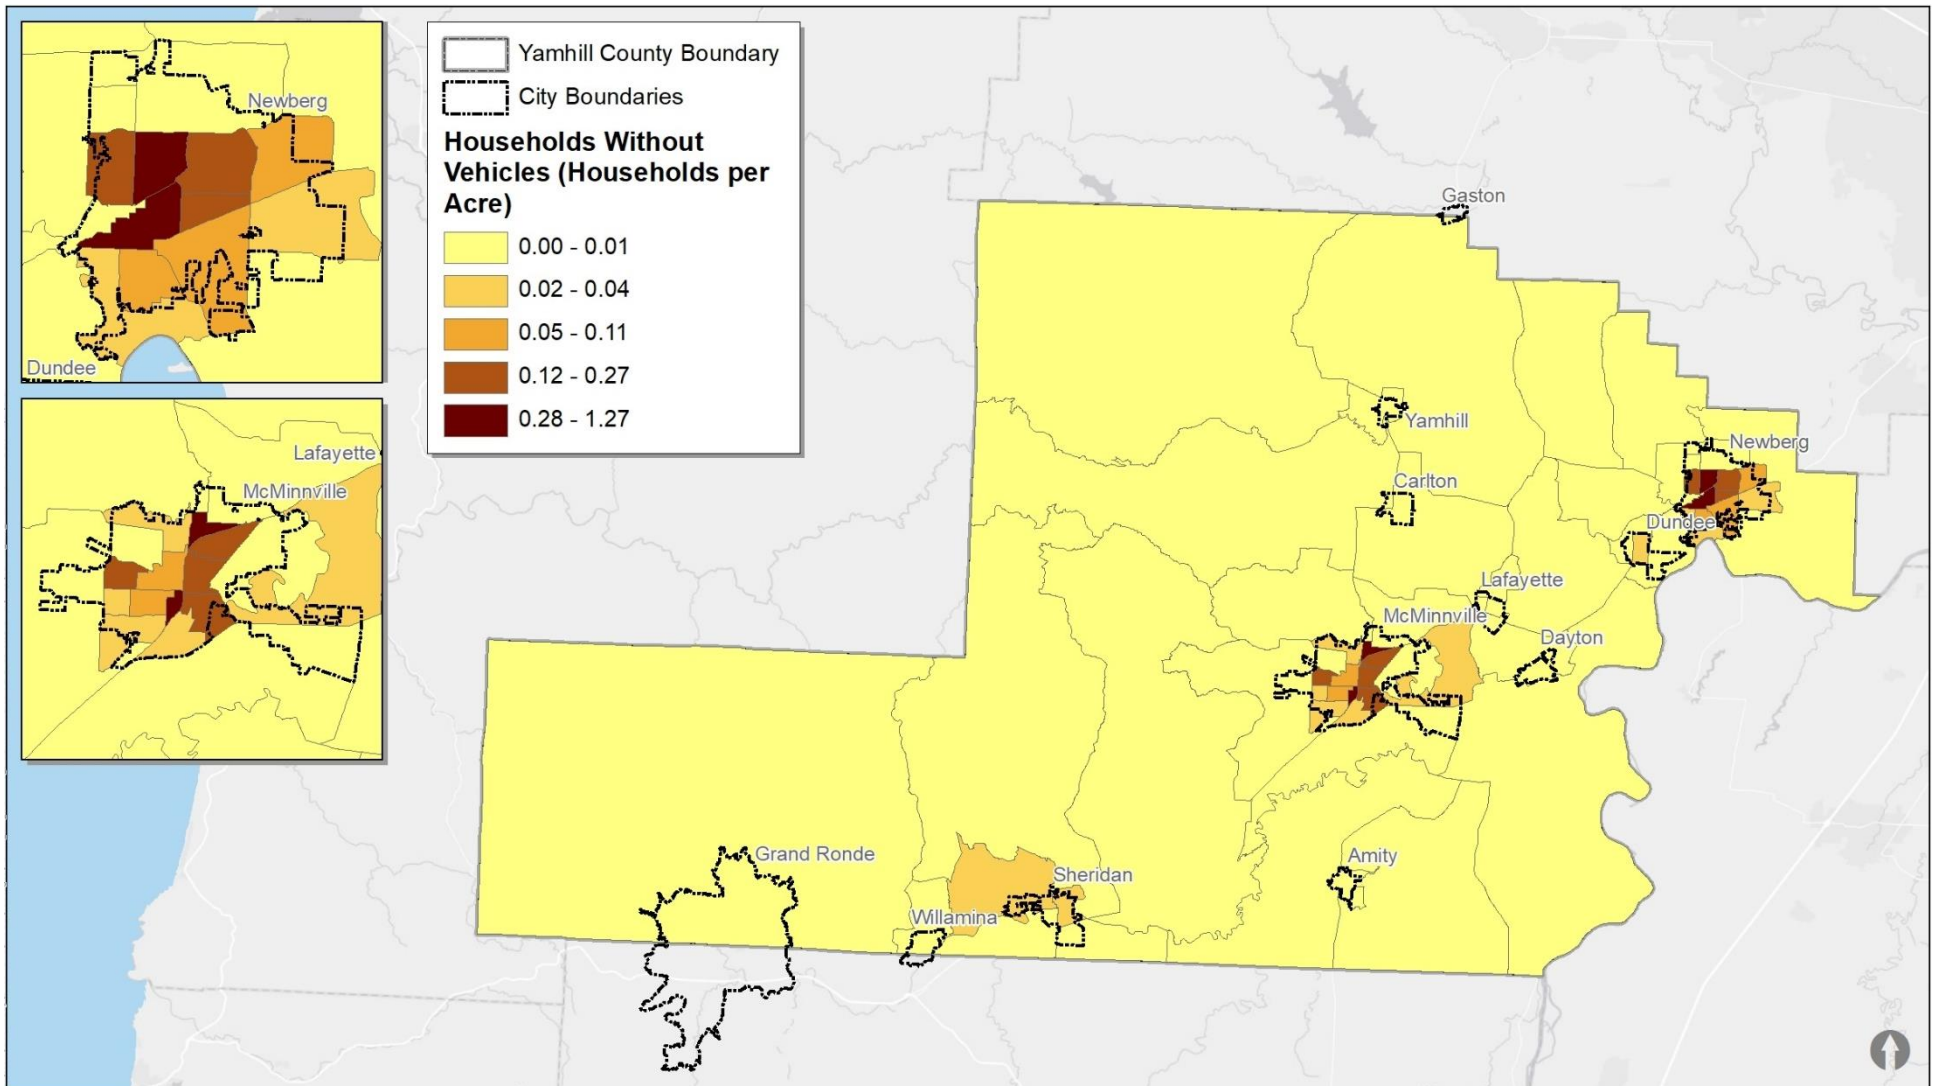 Newberg
Dundee
Lafayette
McMinnville
Yamhill County Boundary
City Boundaries
Households Without
Vehicles (Households per
Acre)
0.00 - 0.01
0.02 - 0.04
0.05 - 0.11
0.12 - 0.27
0.28 - 1.27
Gaston
Yamhill
Newberg
Carlton
Dundee
Lafayette
McMinnville
Dayton
Grand Ronde
Amity
Sheridan
Willamina